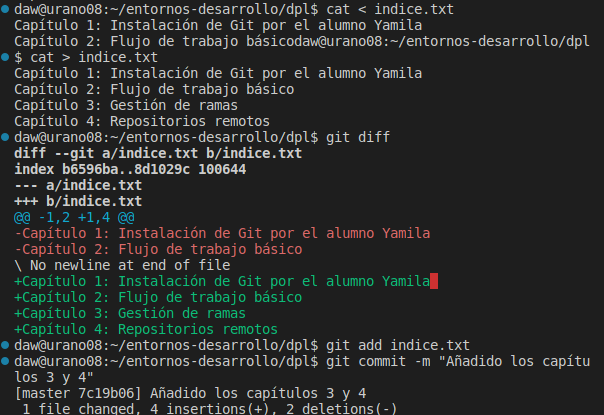 daw@urano08:~/entornos-desarrollo/dpl$ cat < indice.txt
Capítulo 1: Instalación de Git por el alumno Yamila
Capítulo 2: Flujo de trabajo básicodaw@urano08:~/entornos-desarrollo/dpl
$ cat > indice.txt
Capítulo 1: Instalación de Git por el alumno Yamila
Capítulo 2: Flujo de trabajo básico
Capítulo 3: Gestión de ramas
Capítulo 4: Repositorios remotos
daw@urano08:~/entornos-desarrollo/dpl$ git diff
diff --git a/indice.txt b/indice.txt
index b6596ba..8d1029c 100644
--- a/indice.txt
+++ b/indice.txt
@@ -1,2 +1,4 @@
-Capítulo 1: Instalación de Git por el alumno Yamila
-Capítulo 2: Flujo de trabajo básico
\ No newline at end of file
+Capítulo 1: Instalación de Git por el alumno Yamila
+Capítulo 2: Flujo de trabajo básico
+Capítulo 3: Gestión de ramas
+Capítulo 4: Repositorios remotos
daw@urano08:~/entornos-desarrollo/dpl$ git add indice.txt
daw@urano08:~/entornos-desarrollo/dpl$ git commit -m "Añadido los capítu
los 3 y 4"
[master 7c19b06] Añadido los capítulos 3 y 4
 1 file changed, 4 insertions(+), 2 deletions(-)